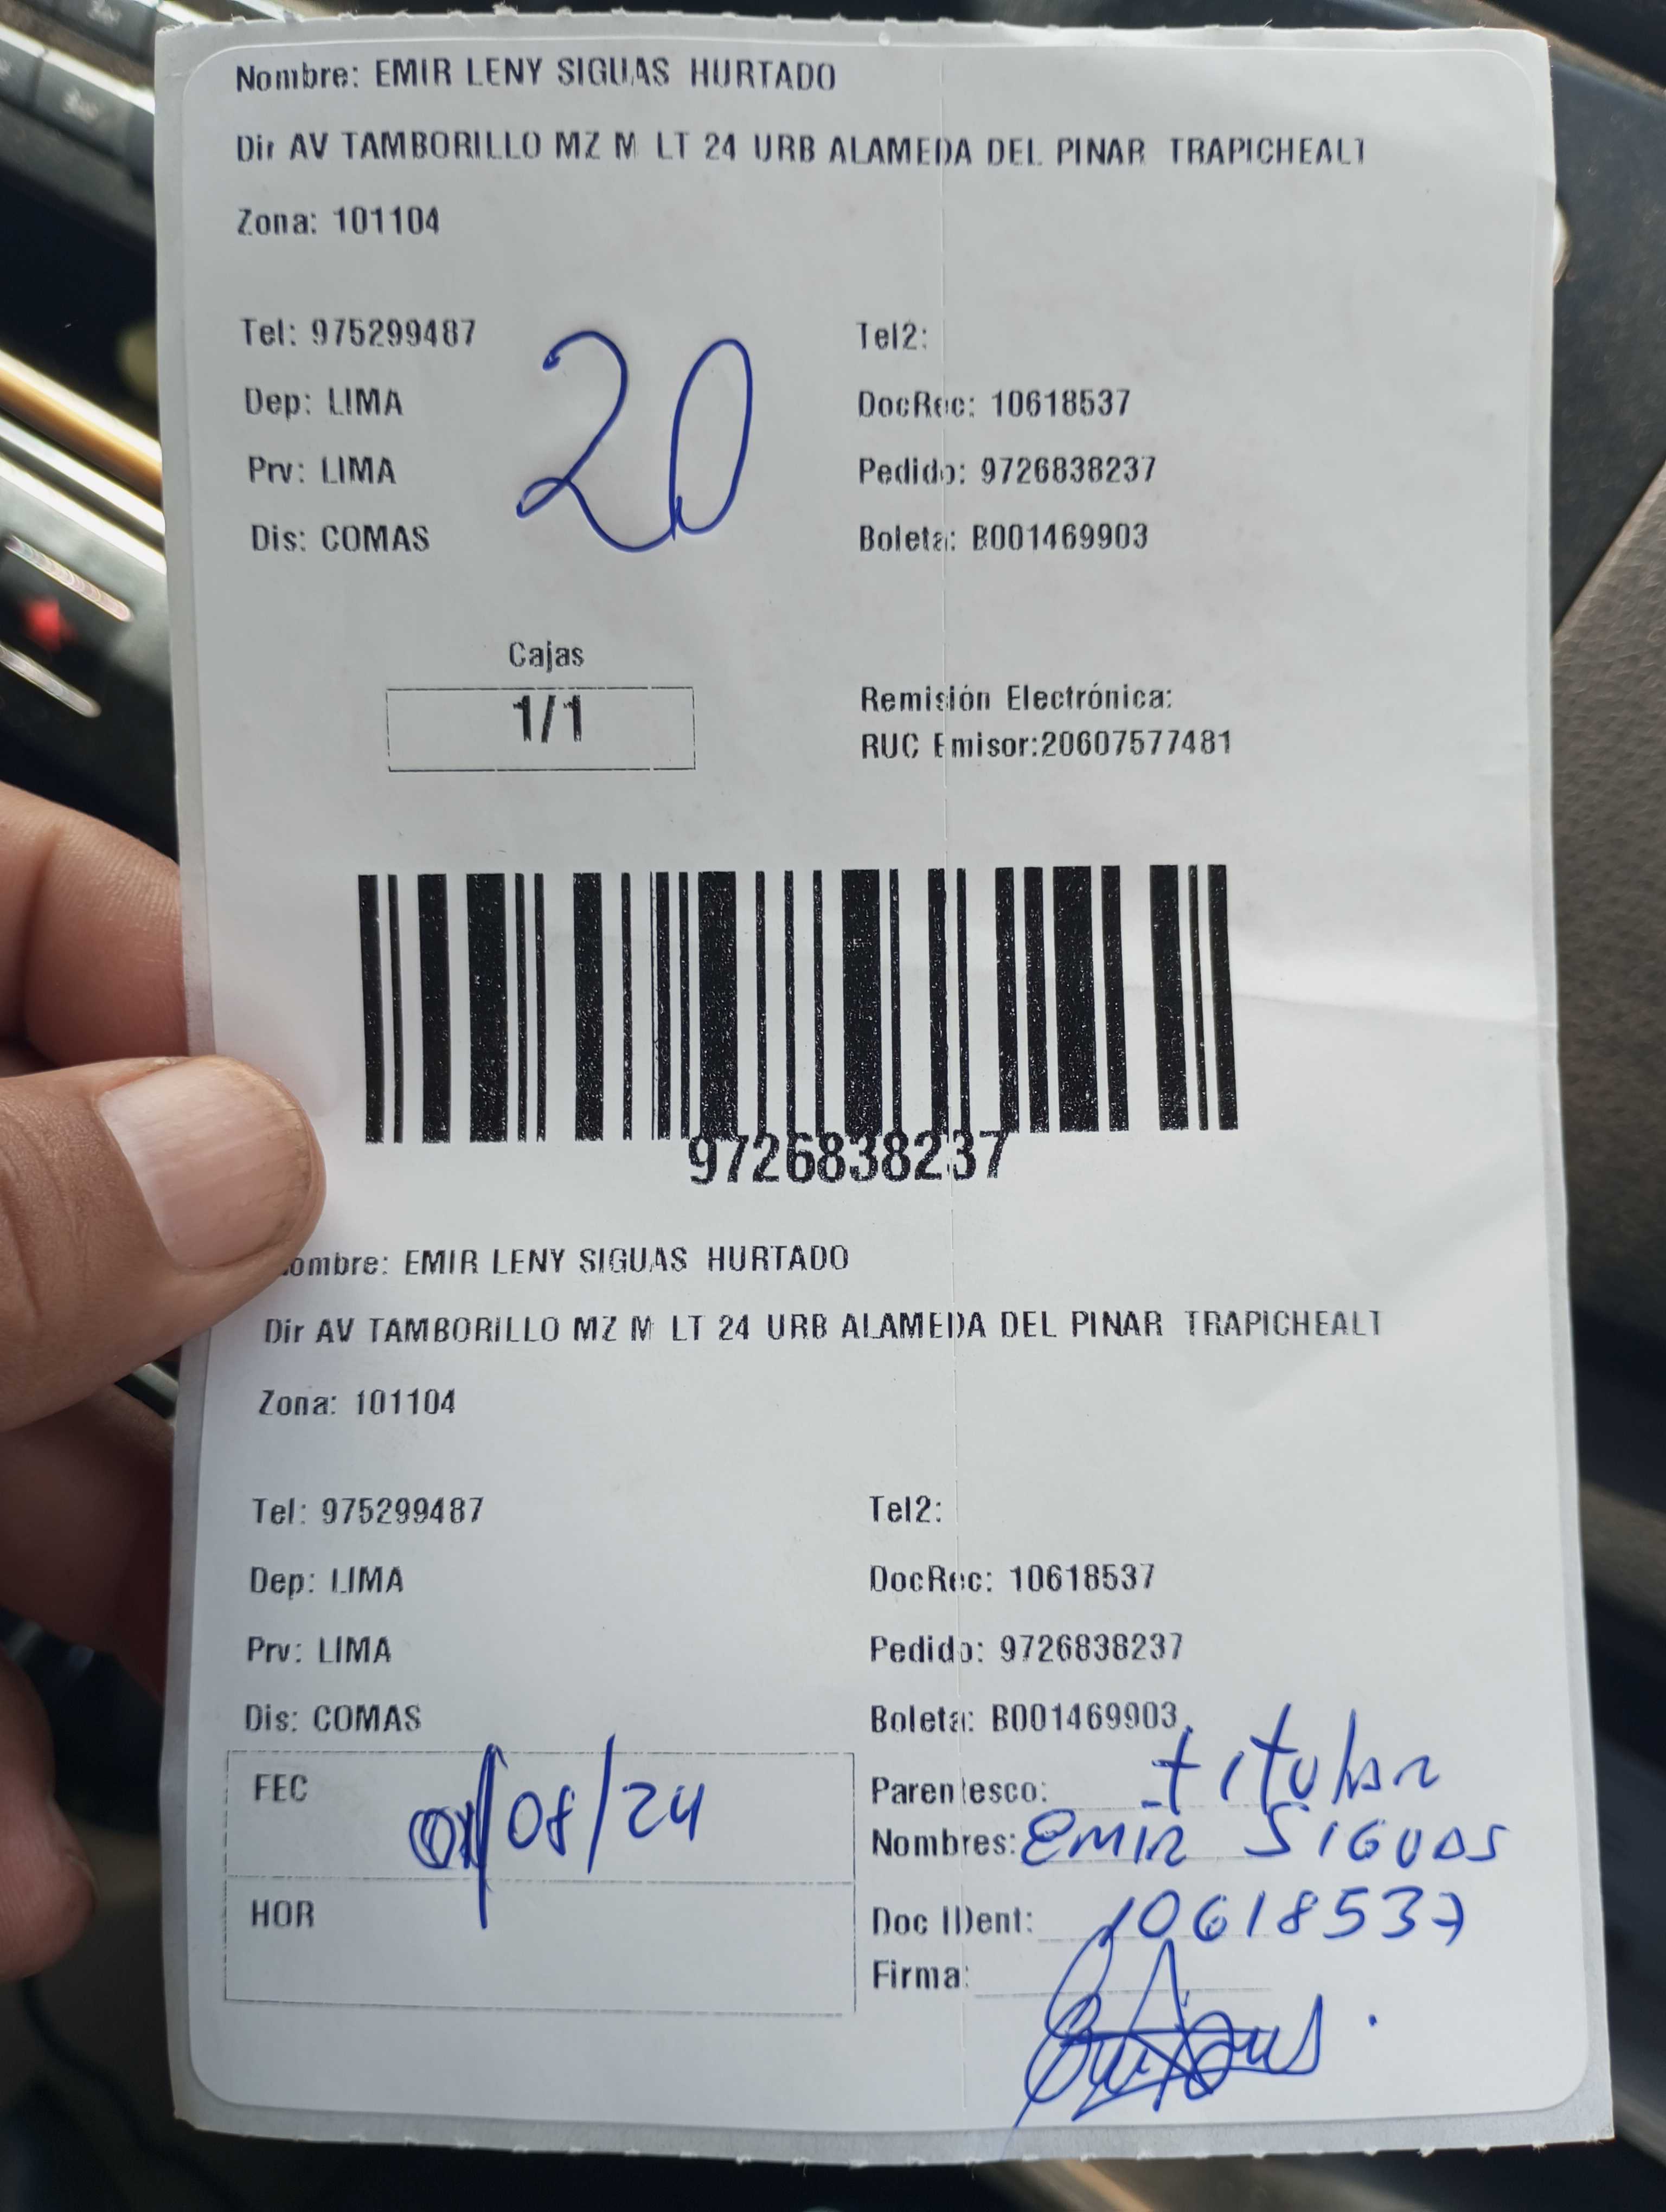 Nombre: EMIR LENY SIGUAS HURTADO
Dir AV TAMBORILLO MZ M LT 24 URB ALAMEDA DEL PINAR TRAPICHEALT
Zona: 101104
Tel: 975299487 Tel2:
20
Dep: LIMA DocRec: 10618537
Prv: LIMA Pedido: 9726838237
Dis: COMAS Boleta: B001469903
Cajas
1/1
Remisión Electrónica:
RUC Emisor:20607577481
9726838237
ombre: EMIR LENY SIGUAS HURTADO
Dir AV TAMBORILLO MZ M LT 24 URB ALAMEDA DEL PINAR TRAPICHEALT
Zona: 101104
Tel: 975299487 Tel2:
Dep: LIMA DocRec: 10618537
Prv: LIMA Pedido: 9726838237
Dis: COMAS Boleta: B001469903
FEC /08/24 Parentesco: titular
Nombres: EMIR SIGUAS
HOR Doc IDent: 10618537
Firma: